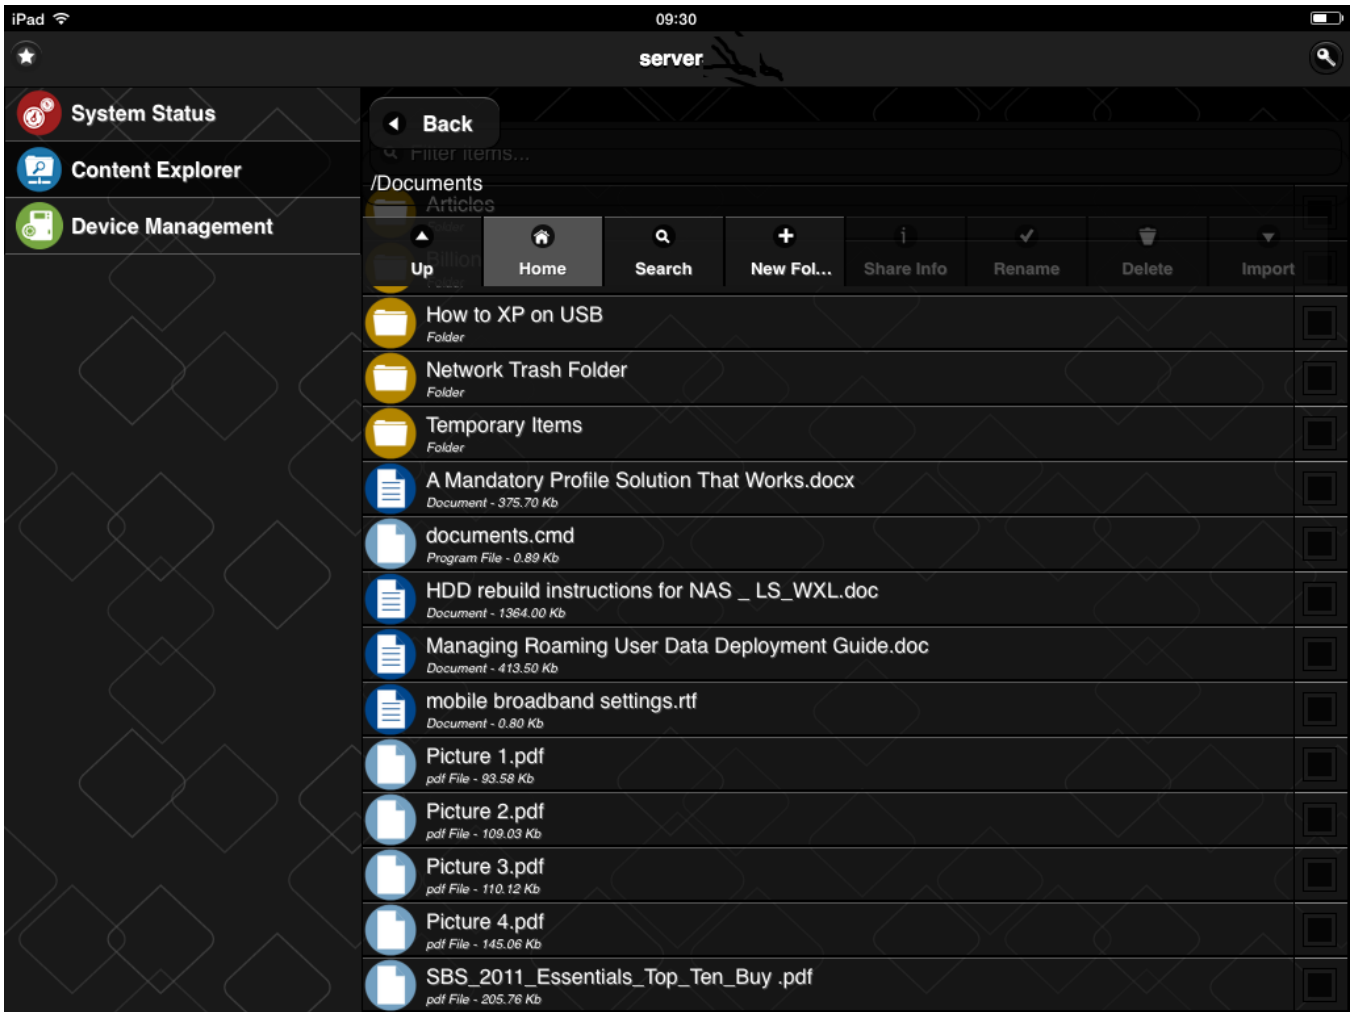 iPad 09:30
server
System Status
Content Explorer
Device Management
Back
Filter items...
/Documents
Articles
Folder
Billion
Up
Home
Search
New Fol...
Share Info
Rename
Delete
Import
How to XP on USB
Folder
Network Trash Folder
Folder
Temporary Items
Folder
A Mandatory Profile Solution That Works.docx
Document - 375.70 Kb
documents.cmd
Program File - 0.89 Kb
HDD rebuild instructions for NAS _ LS_WXL.doc
Document - 1364.00 Kb
Managing Roaming User Data Deployment Guide.doc
Document - 413.50 Kb
mobile broadband settings.rtf
Document - 0.80 Kb
Picture 1.pdf
pdf File - 93.58 Kb
Picture 2.pdf
pdf File - 109.03 Kb
Picture 3.pdf
pdf File - 110.12 Kb
Picture 4.pdf
pdf File - 145.06 Kb
SBS_2011_Essentials_Top_Ten_Buy .pdf
pdf File - 205.76 Kb